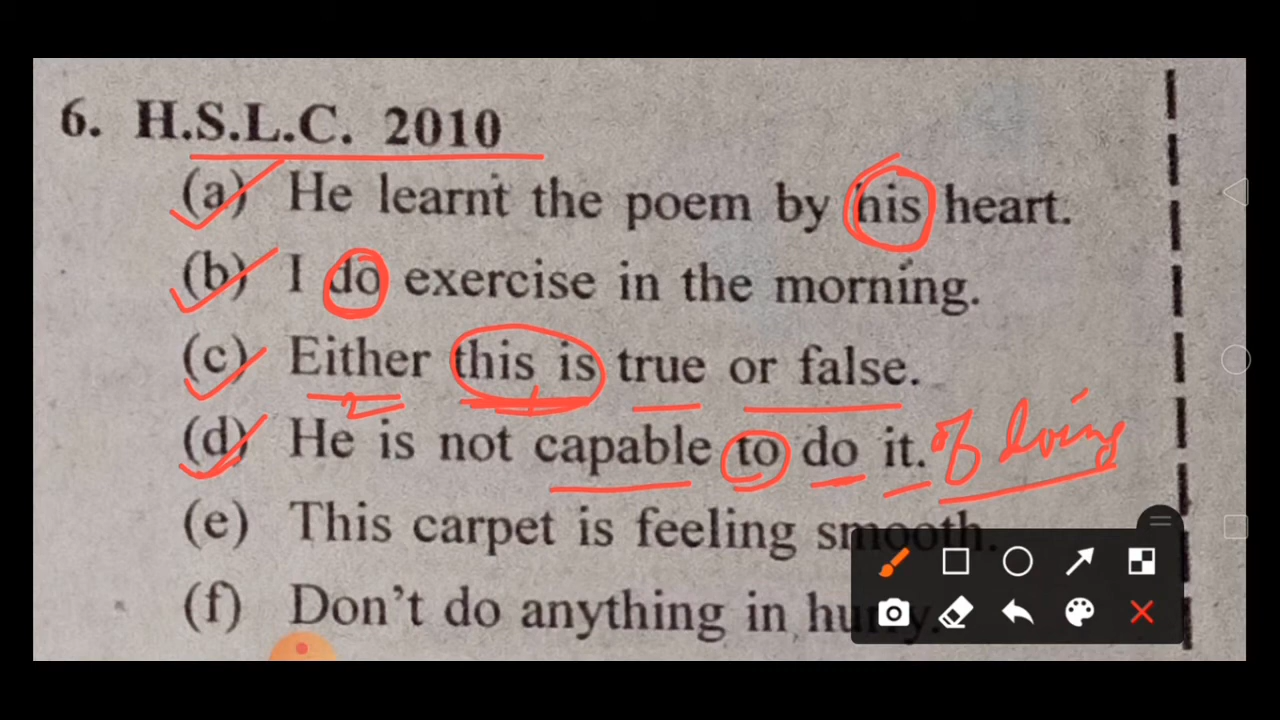 6. H.S.L.C. 2010
(a) He learnt the poem by his heart.
(b) I do exercise in the morning.
(c) Either this is true or false.
(d) He is not capable to do it. of doing
(e) This carpet is feeling smooth.
(f) Don't do anything in hurry.